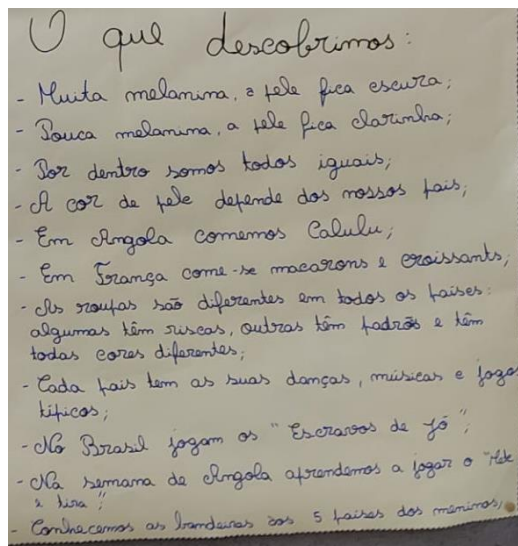 O que descobrimos:
- Muita melanina, a pele fica escura;
- Pouca melanina, a pele fica clarinha;
- Por dentro somos todos iguais;
- A cor de pele depende dos nossos pais;
- Em Angola comemos Calulu;
- Em França come-se macarons e croissants;
- As roupas são diferentes em todos os países:
algumas têm riscas, outras têm padrões e têm
todas cores diferentes;
- Cada país tem as suas danças, músicas e jogos
típicos;
- No Brasil jogam os "Escravos de Jó";
- Na semana de Angola aprendemos a jogar o "Mete
e tira";
- Conhecemos as bandeiras dos 5 países dos meninos;